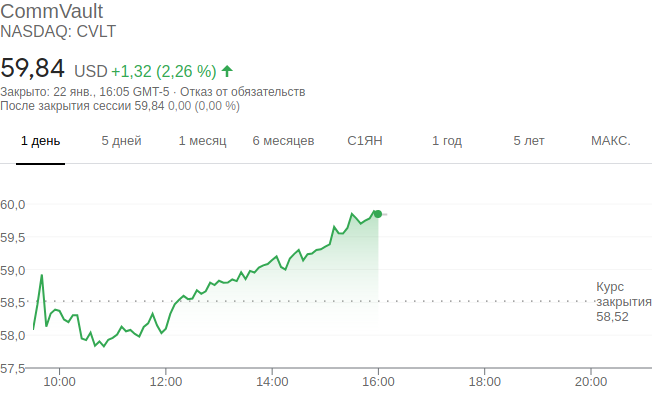 CommVault
NASDAQ: CVLT
59,84 USD +1,32 (2,26 %)
Закрыто: 22 янв., 16:05 GMT-5 · Отказ от обязательств
После закрытия сессии 59,84 0,00 (0,00 %)
1 день 5 дней 1 месяц 6 месяцев С1ЯН 1 год 5 лет МАКС.
60,0
59,5
59,0
58,5
58,0
57,5
Курс
закрытия
58,52
10:00 12:00 14:00 16:00 18:00 20:00